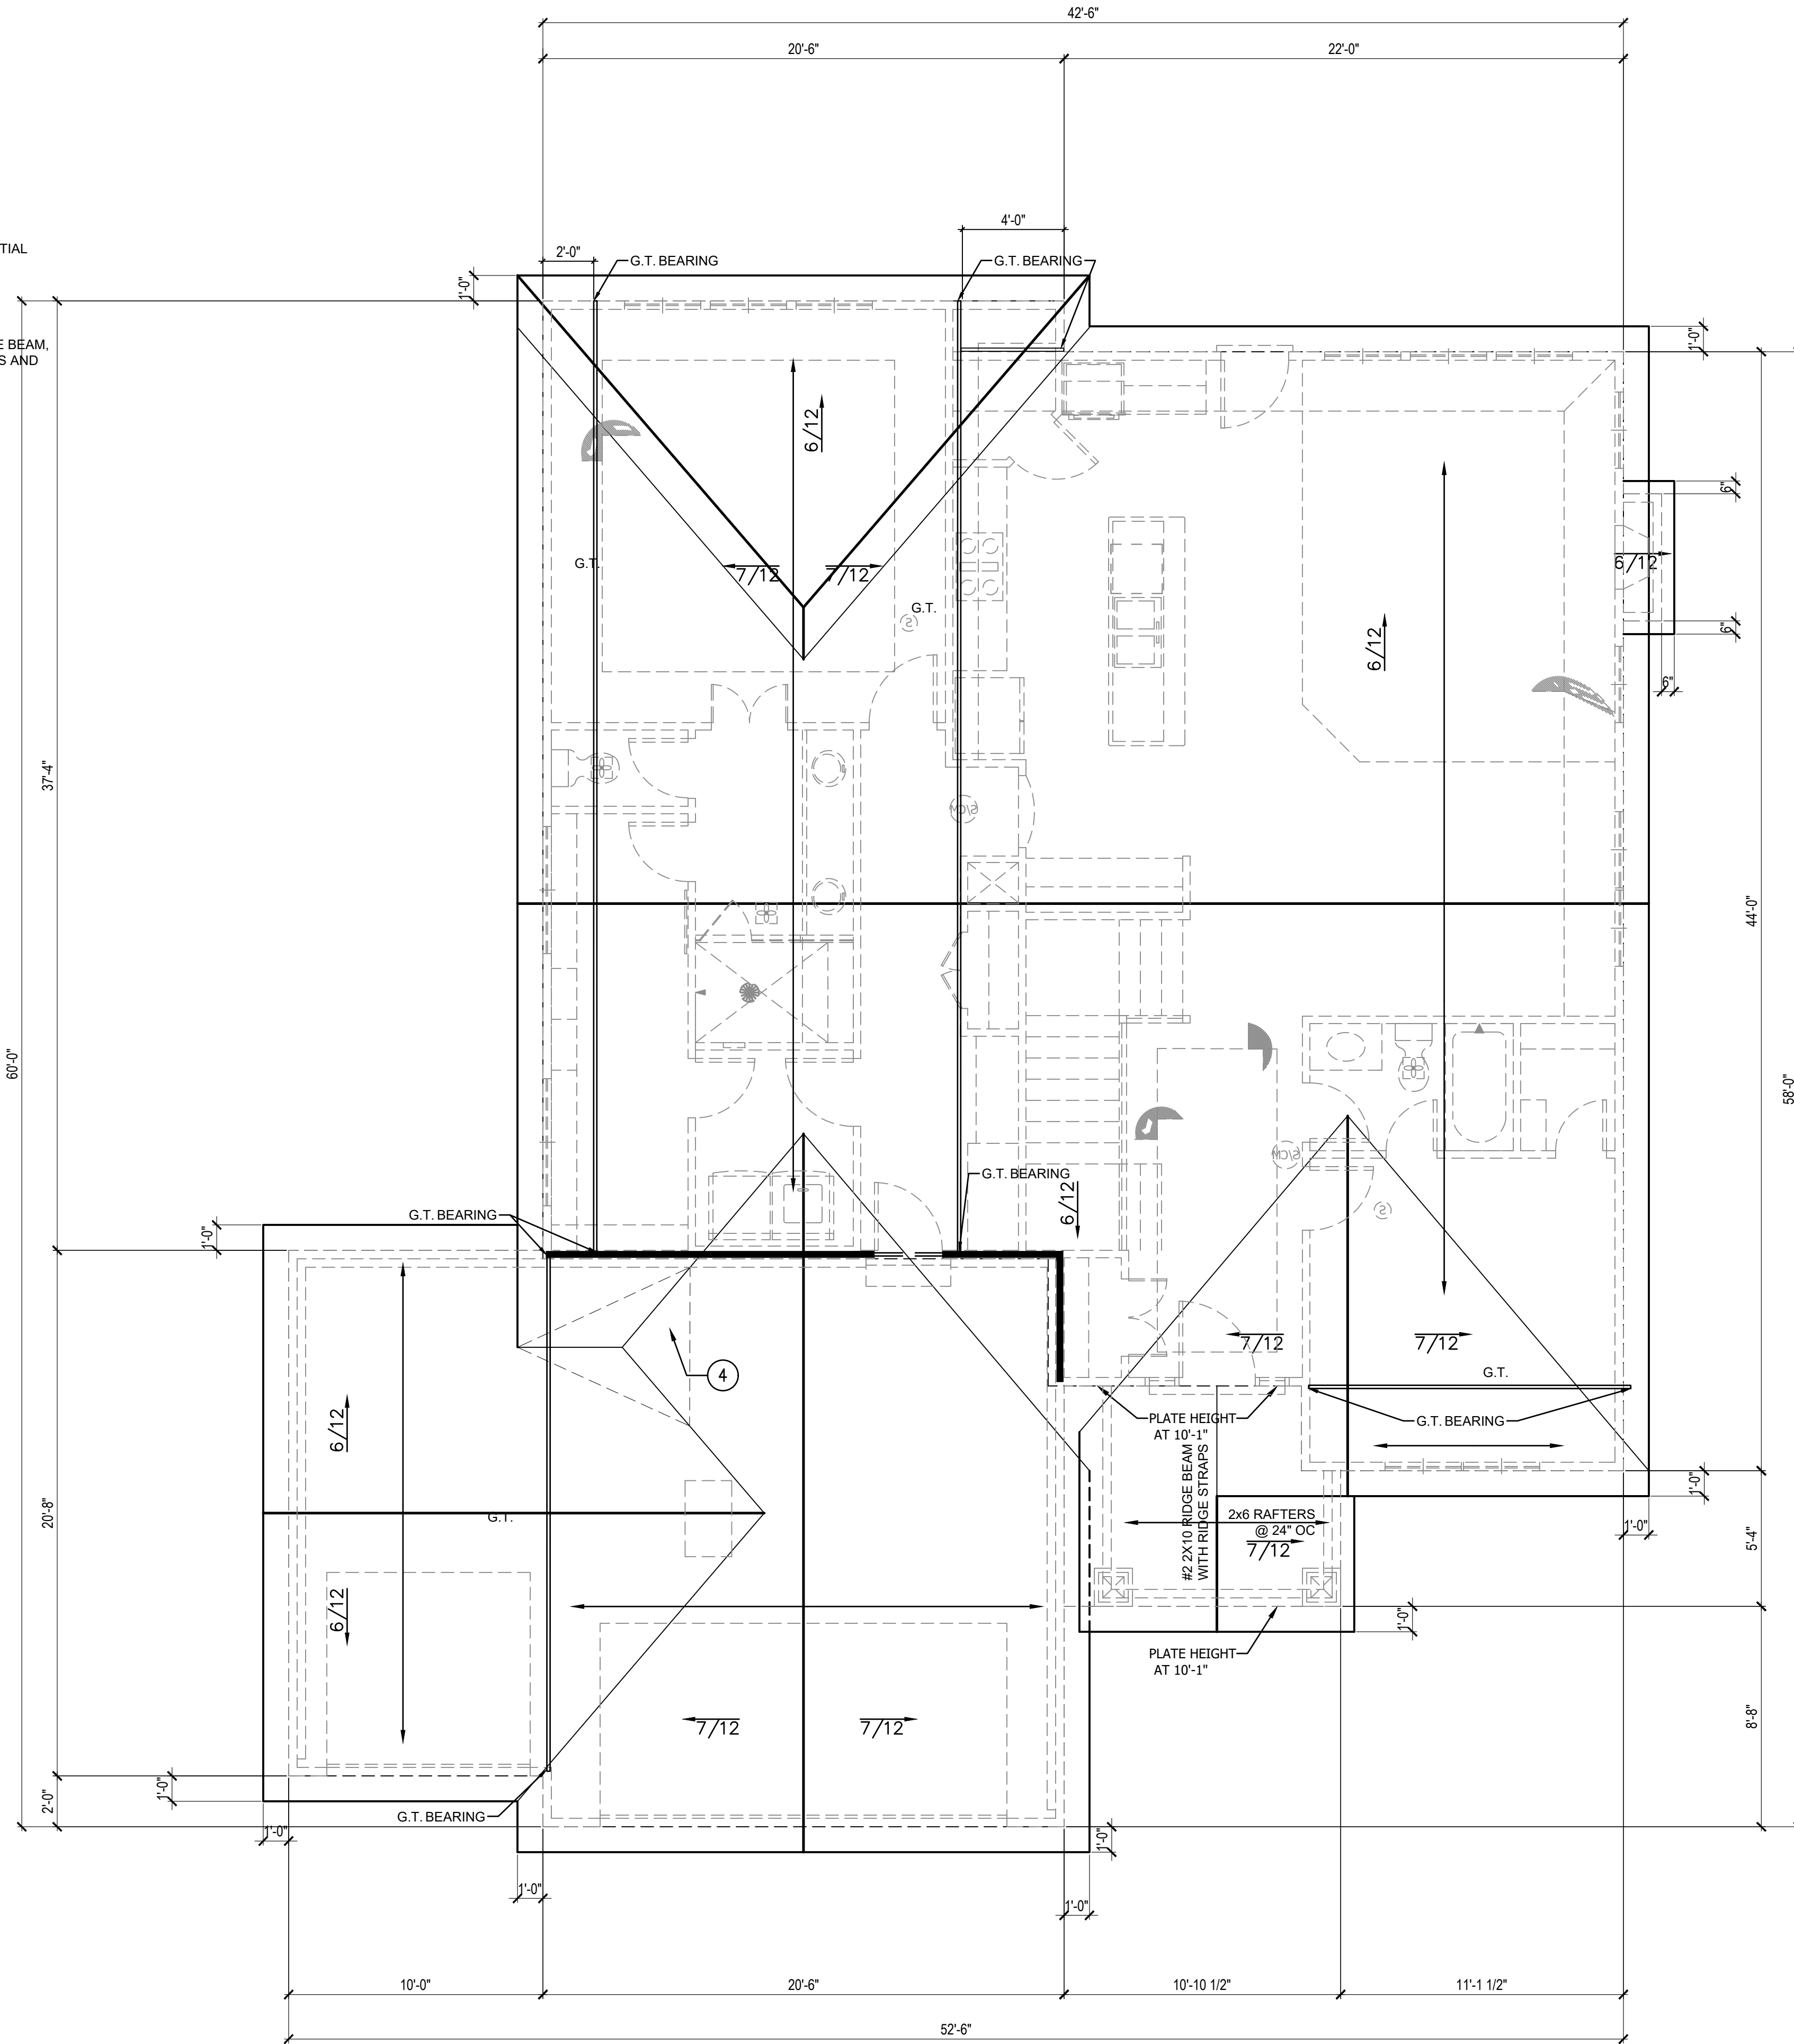 42'-6"
20'-6"
22'-0"
4'-0"
2'-0"
G.T. BEARING
G.T. BEARING
TIAL
1'-0"
E BEAM,
S AND
1'-0"
6/12
6"
6/12
G.T.
7/12
7/12
G.T.
S
6/12
6"
6"
37'-4"
S/CM
44'-0"
60'-0"
58'-0"
S/CM
G.T. BEARING
6/12
S
G.T. BEARING
1'-0"
7/12
7/12
4
G.T.
6/12
PLATE HEIGHT
AT 10'-1"
G.T. BEARING
#2 2X10 RIDGE BEAM
WITH RIDGE STRAPS
1'-0"
20'-8"
G.T.
2x6 RAFTERS
@ 24" OC
7/12
1'-0"
5'-4"
6/12
1'-0"
PLATE HEIGHT
AT 10'-1"
7/12
7/12
8'-8"
2'-0"
1'-0"
G.T. BEARING
1'-0"
1'-0"
1'-0"
1'-0"
10'-0"
20'-6"
10'-10 1/2"
11'-1 1/2"
52'-6"